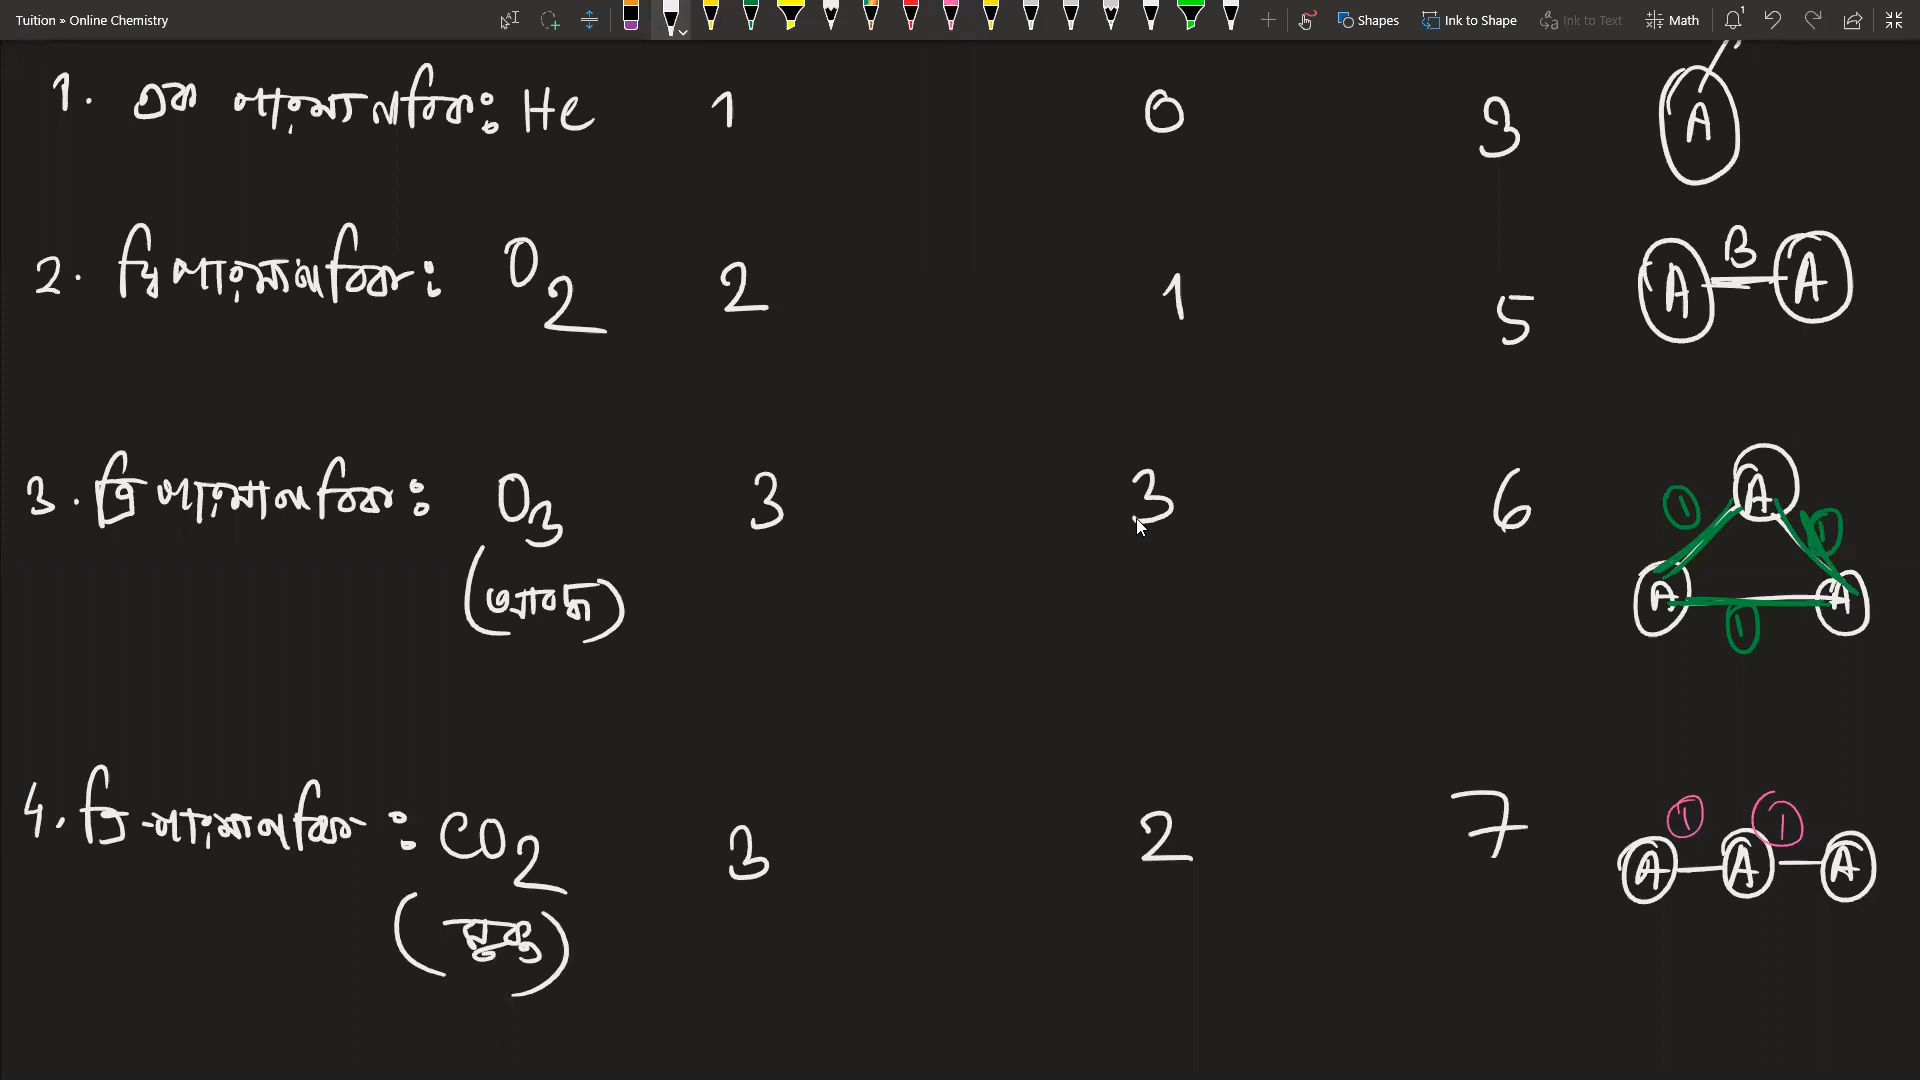 Tuition » Online Chemistry
Shapes Ink to Shape Ink to Text Math
1. এক পারমাণবিক: He 1 0 3 A
2. দ্বিপারমাণবিক: O2 2 1 5 A B A
3. ত্রিপারমাণবিক: O3 3 3 6 A
1 1
(আবদ্ধ) A 1 A
4. ত্রি-পারমাণবিক: CO2 3 2 7 1 1
A A A
(মুক্ত)